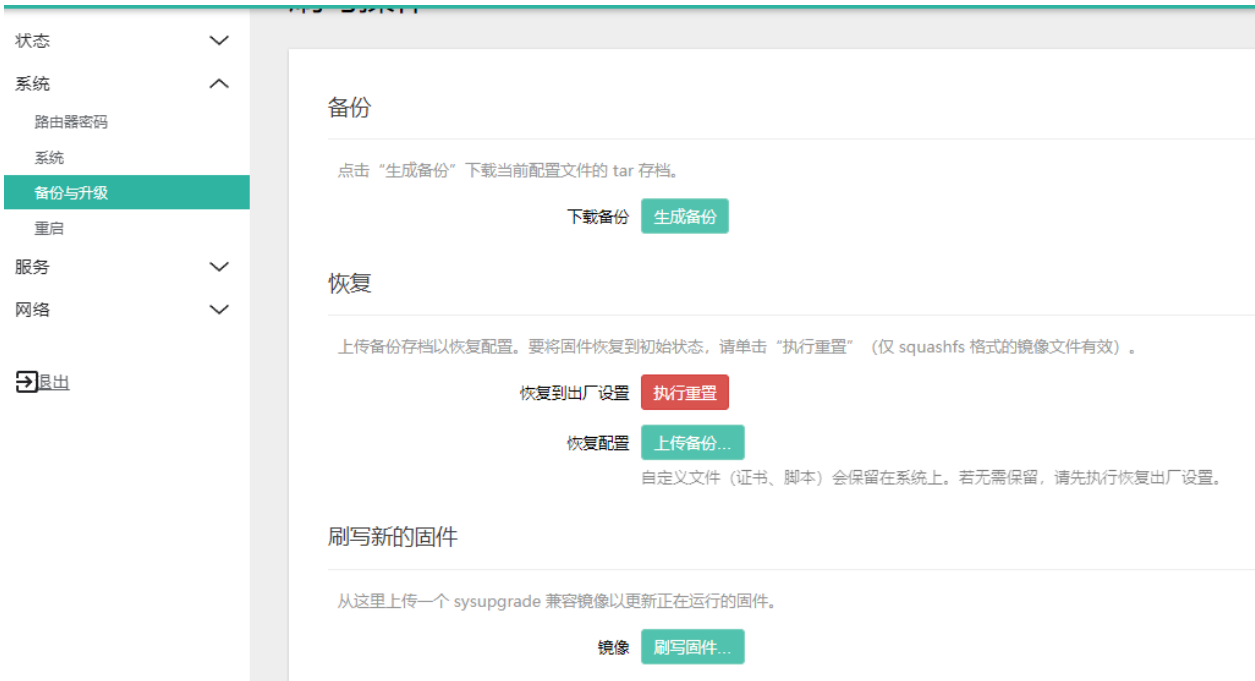 状态
系统
路由器密码
系统
备份与升级
重启
服务
网络
退出
备份
点击“生成备份”下载当前配置文件的 tar 存档。
下载备份 生成备份
恢复
上传备份存档以恢复配置。要将固件恢复到初始状态，请单击“执行重置”（仅 squashfs 格式的镜像文件有效）。
恢复到出厂设置 执行重置
恢复配置 上传备份...
自定义文件（证书、脚本）会保留在系统上。若无需保留，请先执行恢复出厂设置。
刷写新的固件
从这里上传一个 sysupgrade 兼容镜像以更新正在运行的固件。
镜像 刷写固件...